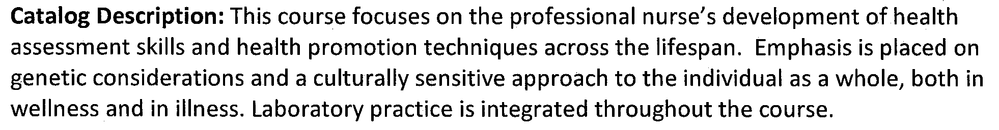 Catalog Description: This course focuses on the professional nurse's development of health
assessment skills and health promotion techniques across the lifespan.  Emphasis is placed on
genetic considerations and a culturally sensitive approach to the individual as a whole, both in
wellness and in illness. Laboratory practice is integrated throughout the course.